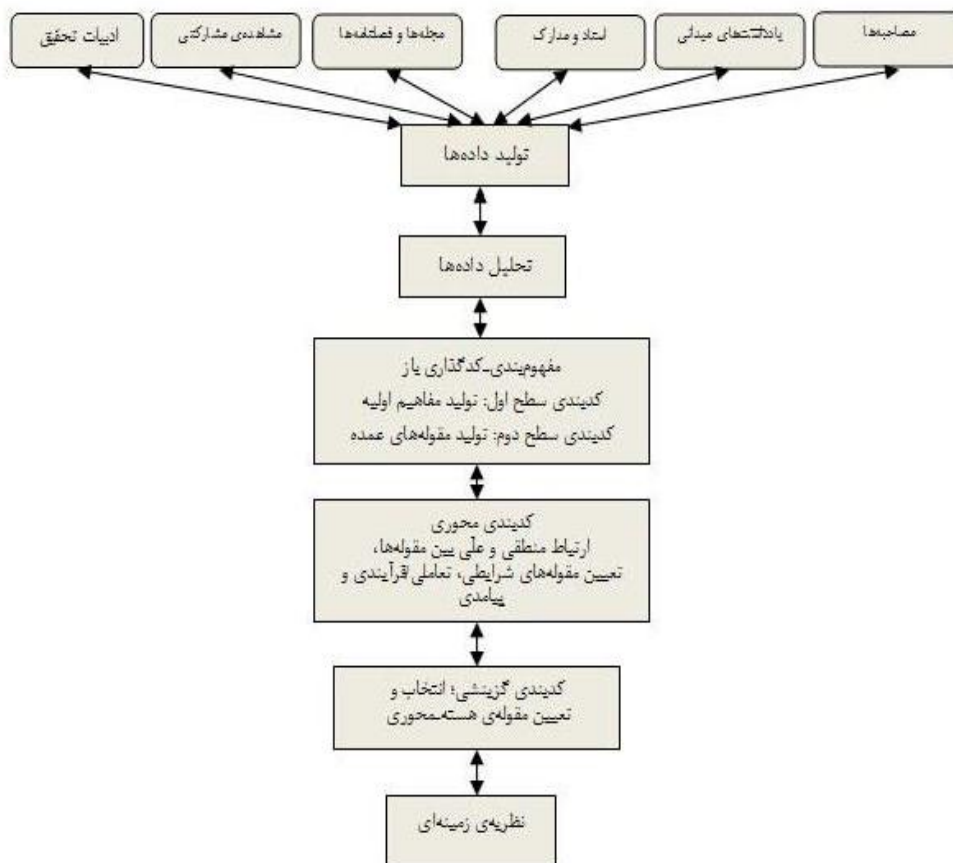 مصاحبه‌ها
یادداشت‌های میدانی
اسناد و مدارک
مجله‌ها و فصلنامه‌ها
مشاهده‌ی مشارکتی
ادبیات تحقیق
تولید داده‌ها
تحلیل داده‌ها
مفهوم‌بندی-کدگذاری باز
کدبندی سطح اول: تولید مفاهیم اولیه
کدبندی سطح دوم: تولید مقوله‌های عمده
کدبندی محوری
ارتباط منطقی و علّی بین مقوله‌ها،
تعیین مقوله‌های شرایطی، تعاملی/فرآیندی و
پیامدی
کدبندی گزینشی؛ انتخاب و
تعیین مقوله‌ی هسته-محوری
نظریه‌ی زمینه‌ای